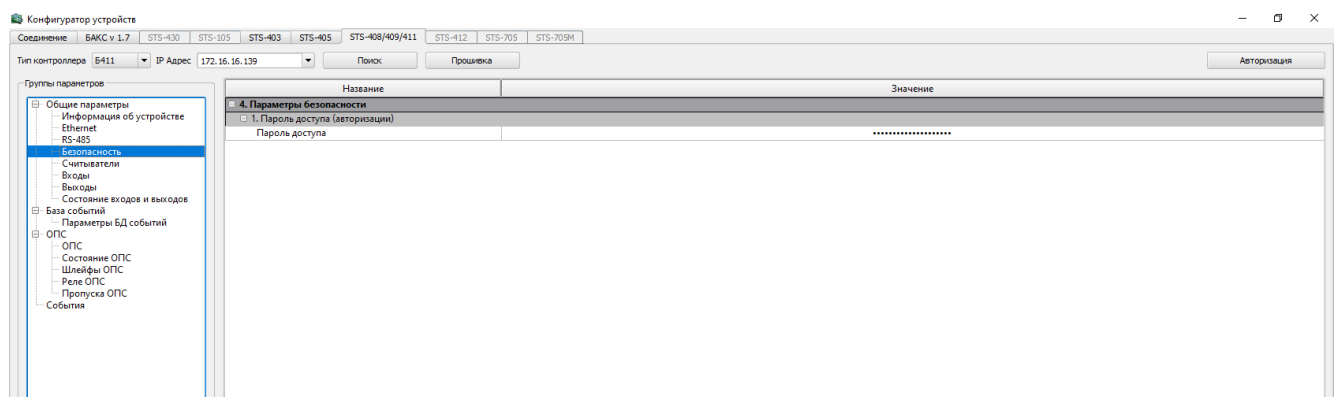 Конфигуратор устройств
Соединение БАКС v 1.7 STS-430 STS-105 STS-403 STS-405 STS-408/409/411 STS-412 STS-705 STS-705M
Тип контроллера Б411 IP Адрес 172.16.16.139 Поиск Прошивка Авторизация
Группы параметров
Общие параметры
Информация об устройстве
Ethernet
RS-485
Безопасность
Считыватели
Входы
Выходы
Состояние входов и выходов
База событий
Параметры БД событий
ОПС
ОПС
Состояние ОПС
Шлейфы ОПС
Реле ОПС
Пропуска ОПС
События
Название Значение
4. Параметры безопасности
1. Пароль доступа (авторизации)
Пароль доступа •••••••••••••••••••